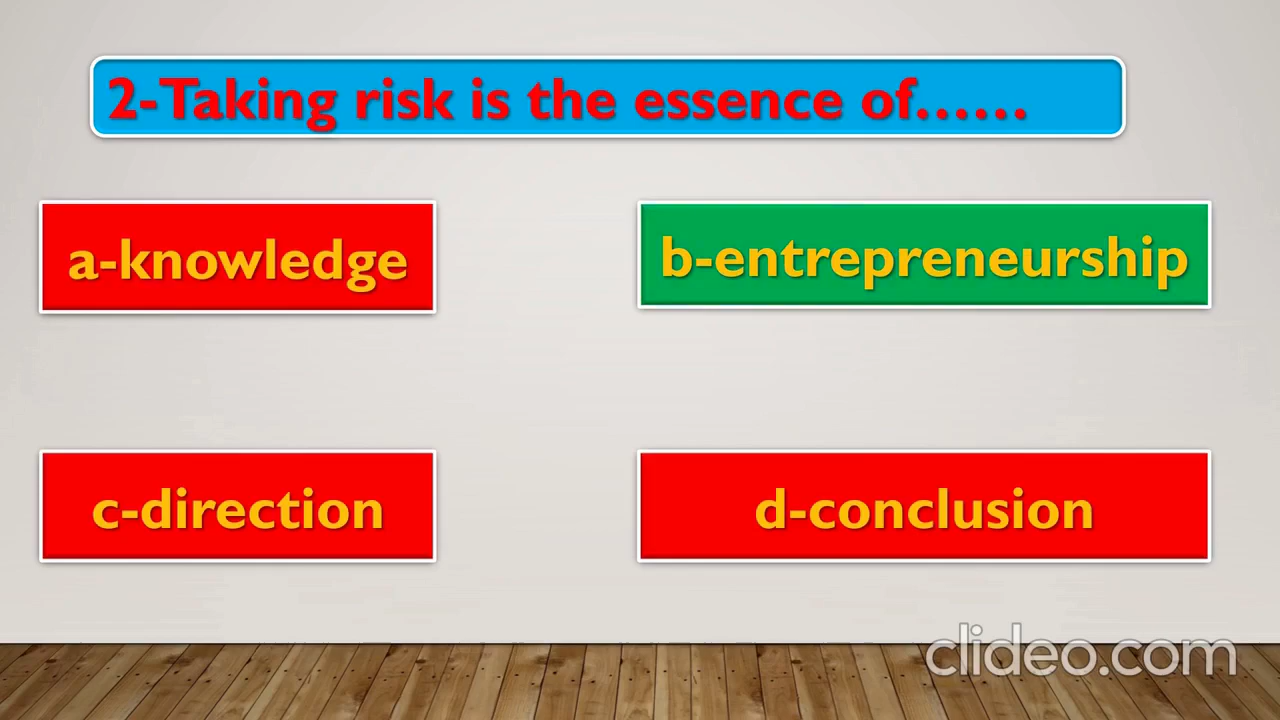 2-Taking risk is the essence of......
a-knowledge
b-entrepreneurship
c-direction
d-conclusion
clideo.com